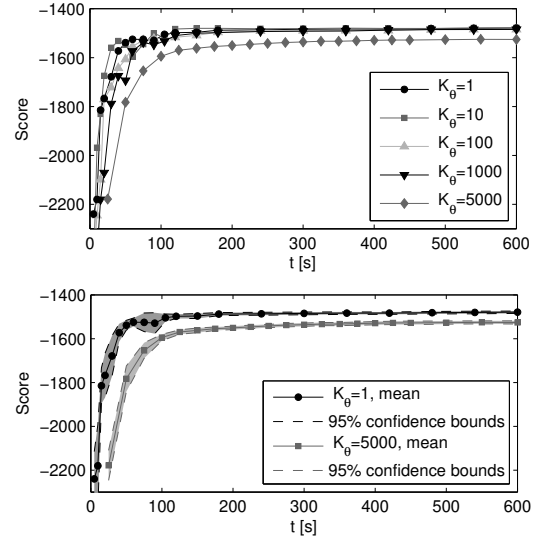 −1400
−1600
−1800
−2000
−2200
Score
0 100 200 300 400 500 600
t [s]
K_θ=1
K_θ=10
K_θ=100
K_θ=1000
K_θ=5000
−1400
−1600
−1800
−2000
−2200
Score
0 100 200 300 400 500 600
t [s]
K_θ=1, mean
95% confidence bounds
K_θ=5000, mean
95% confidence bounds